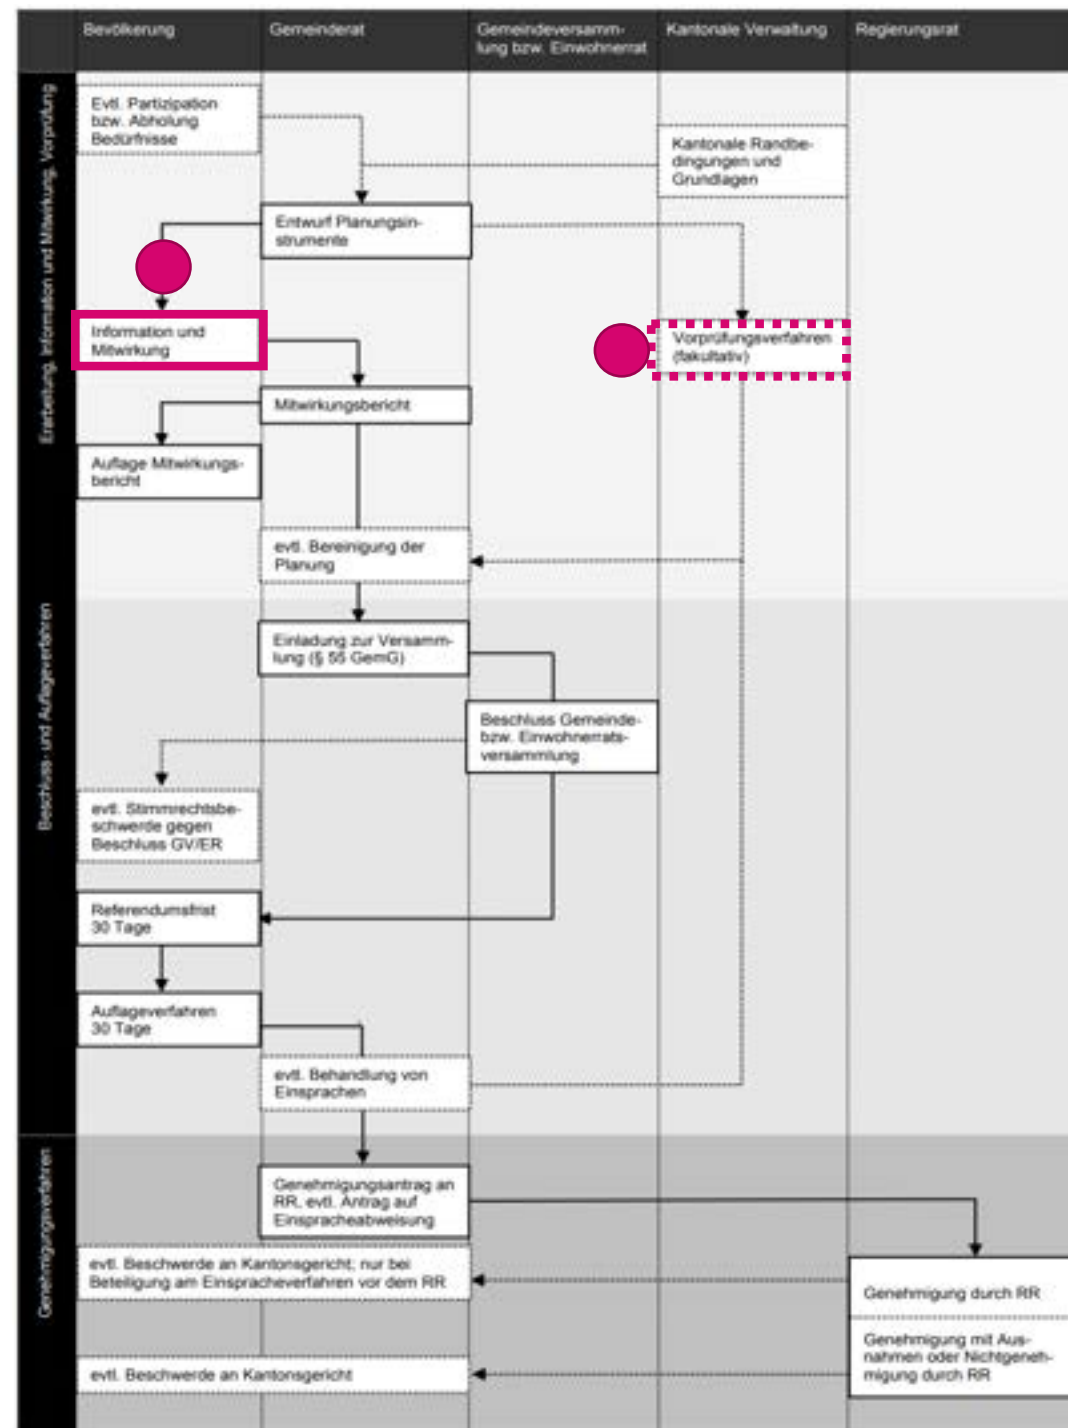 Bevölkerung
Gemeinderat
Gemeindeversamm-
lung bzw. Einwohnerrat
Kantonale Verwaltung
Regierungsrat
Erarbeitung, Information und Mitwirkung, Vorprüfung
Evtl. Partizipation
bzw. Abholung
Bedürfnisse
Kantonale Randbe-
dingungen und
Grundlagen
Entwurf Planungsin-
strumente
Information und
Mitwirkung
Vorprüfungsverfahren
(fakultativ)
Mitwirkungsbericht
Auflage Mitwirkungs-
bericht
evtl. Bereinigung der
Planung
Beschluss- und Auflageverfahren
Einladung zur Versamm-
lung (§ 55 GemG)
Beschluss Gemeinde-
bzw. Einwohnerrats-
versammlung
evtl. Stimmrechtsbe-
schwerde gegen
Beschluss GV/ER
Referendumsfrist
30 Tage
Auflageverfahren
30 Tage
evtl. Behandlung von
Einsprachen
Genehmigungsverfahren
Genehmigungsantrag an
RR, evtl. Antrag auf
Einspracheabweisung
evtl. Beschwerde an Kantonsgericht; nur bei
Beteiligung am Einspracheverfahren vor dem RR
Genehmigung durch RR
Genehmigung mit Aus-
nahmen oder Nichtgeneh-
migung durch RR
evtl. Beschwerde an Kantonsgericht